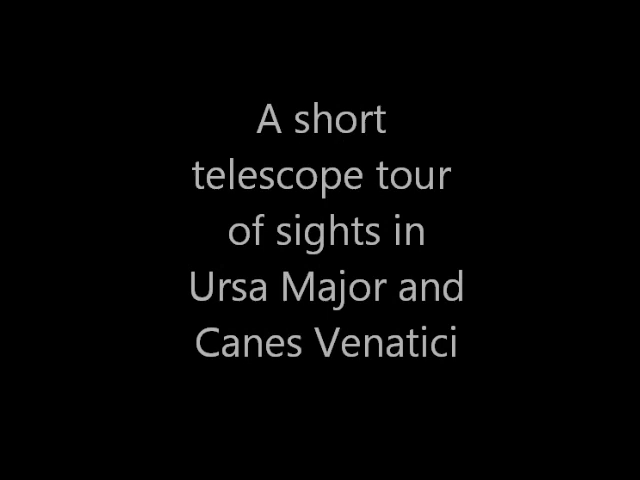 A short
telescope tour
of sights in
Ursa Major and
Canes Venatici